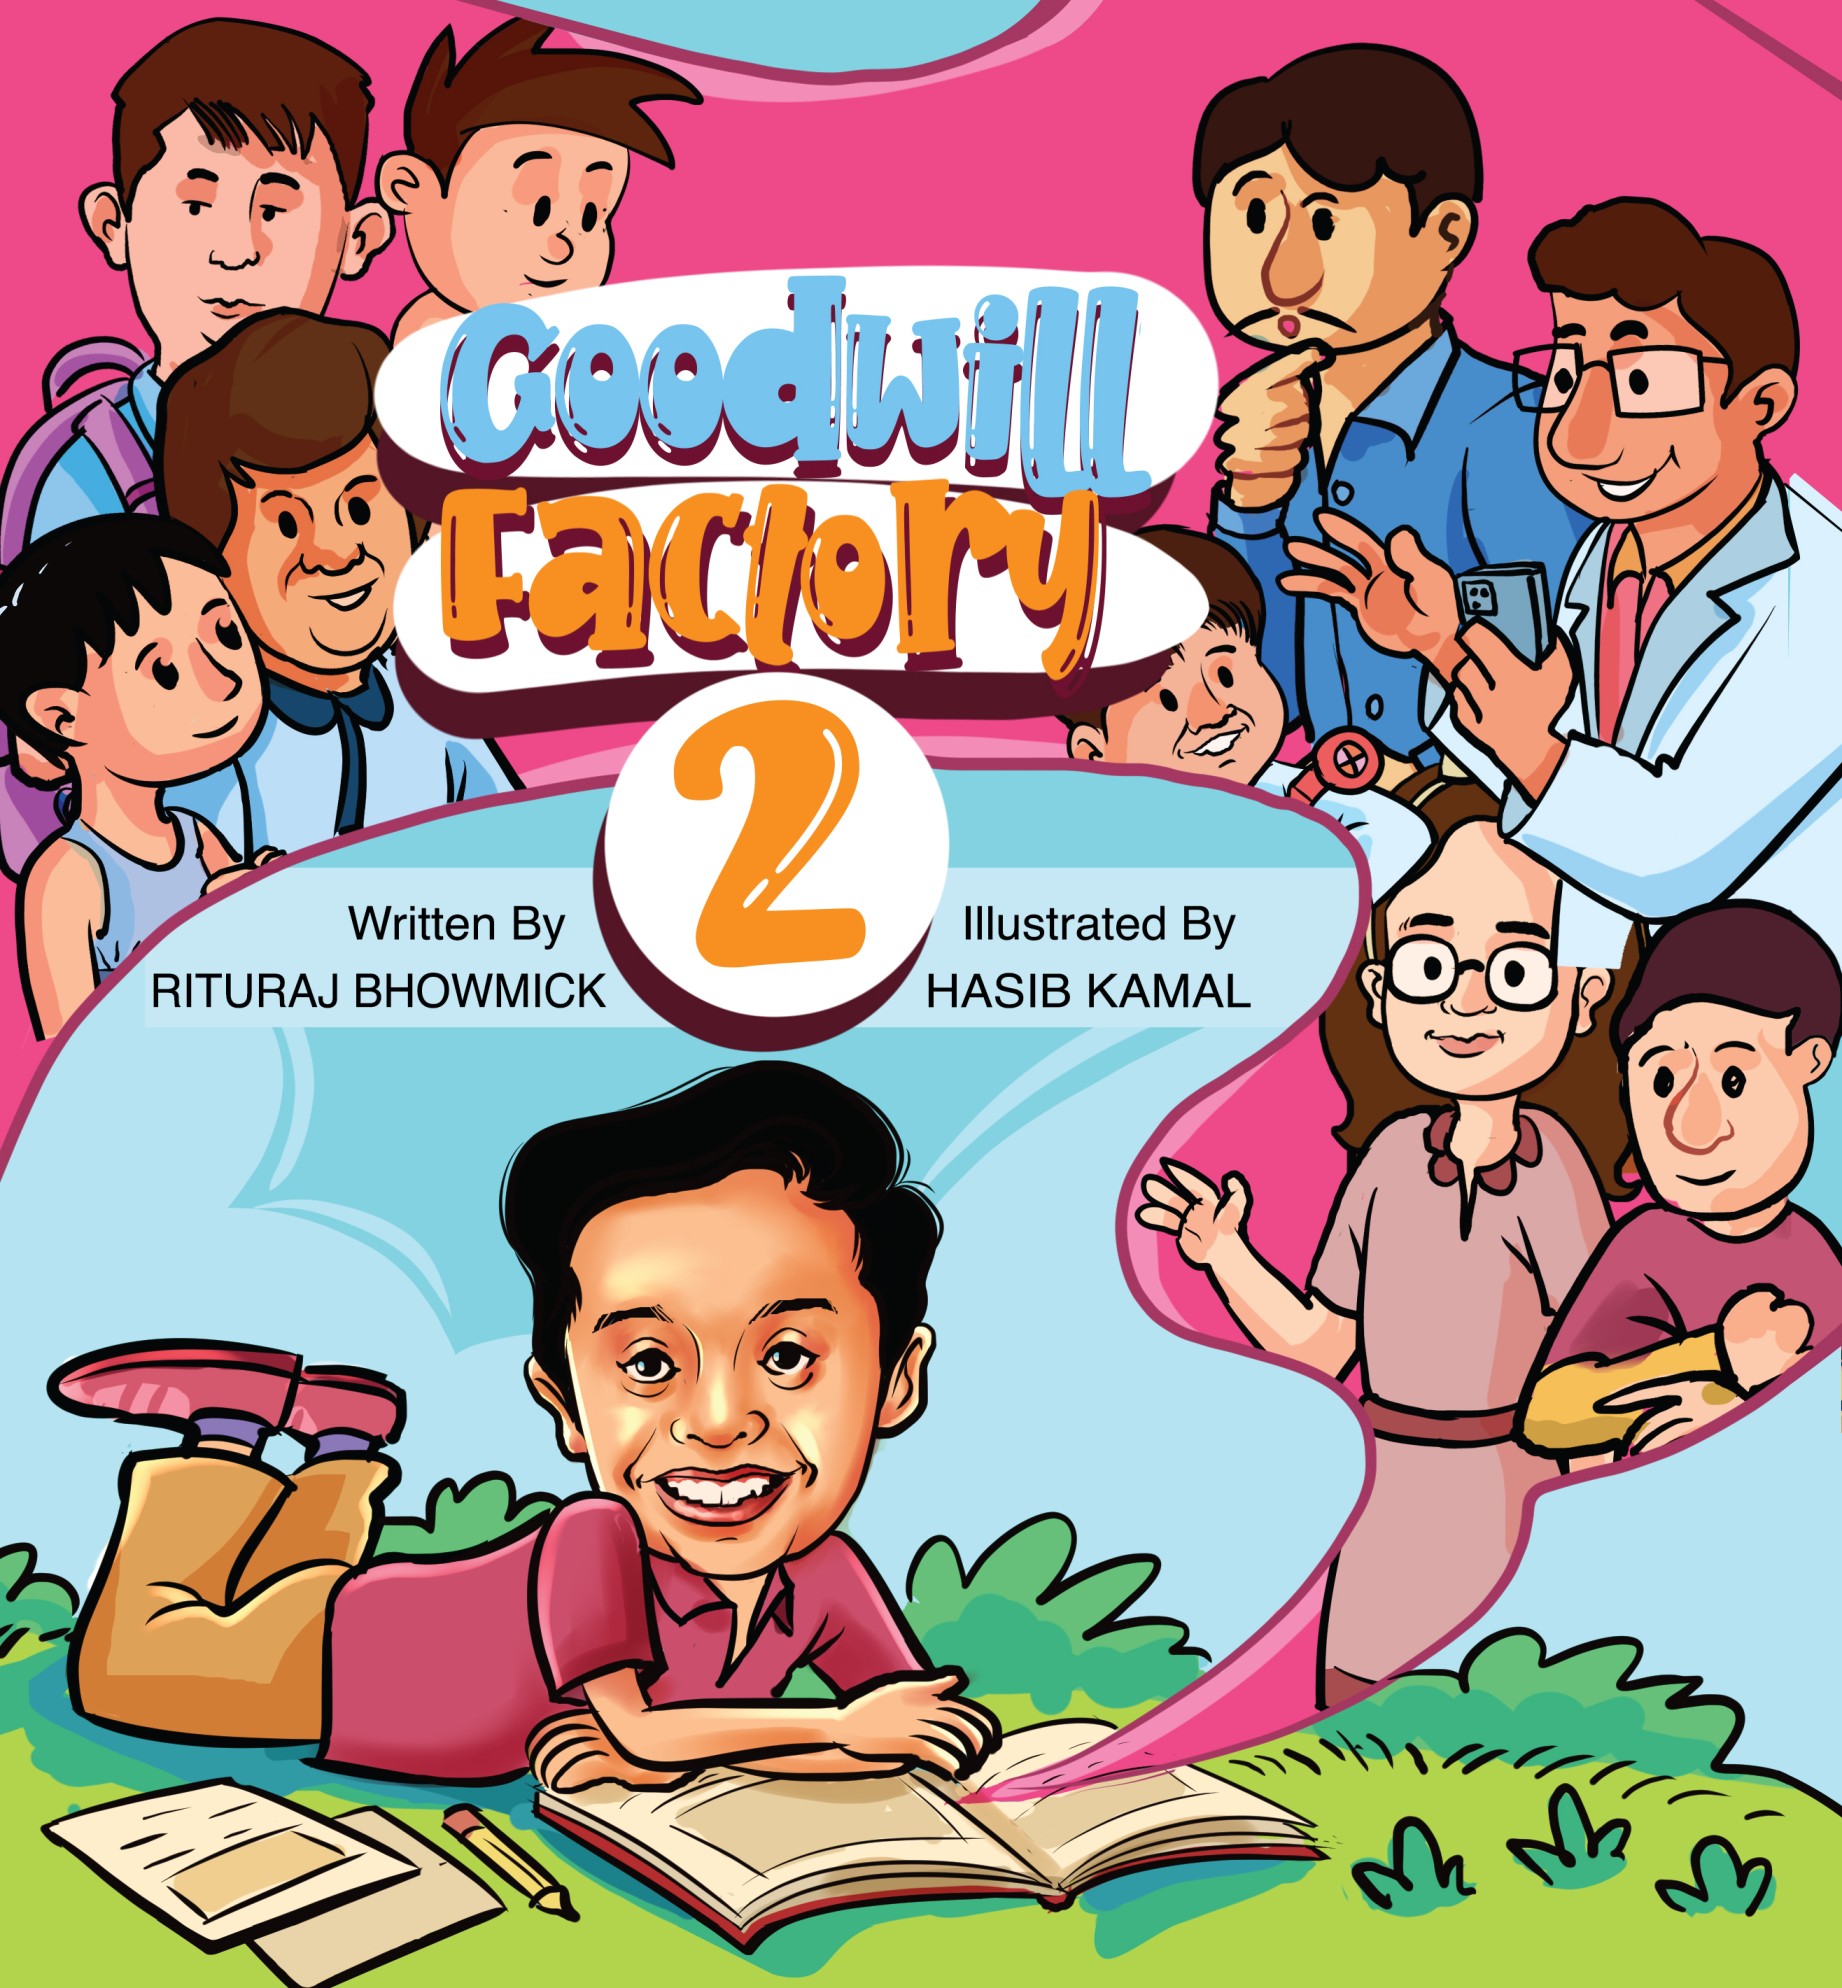 Goodwill
Factory
2
Written By
RITURAJ BHOWMICK
Illustrated By
HASIB KAMAL